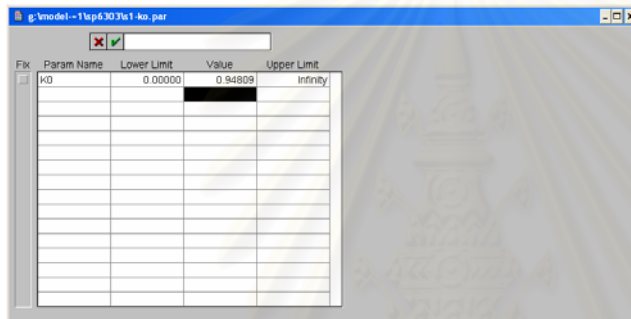 g:\model-~1\sp6303\s1-ko.par
Fix Param Name Lower Limit Value Upper Limit
K0 0.00000 0.94809 Infinity